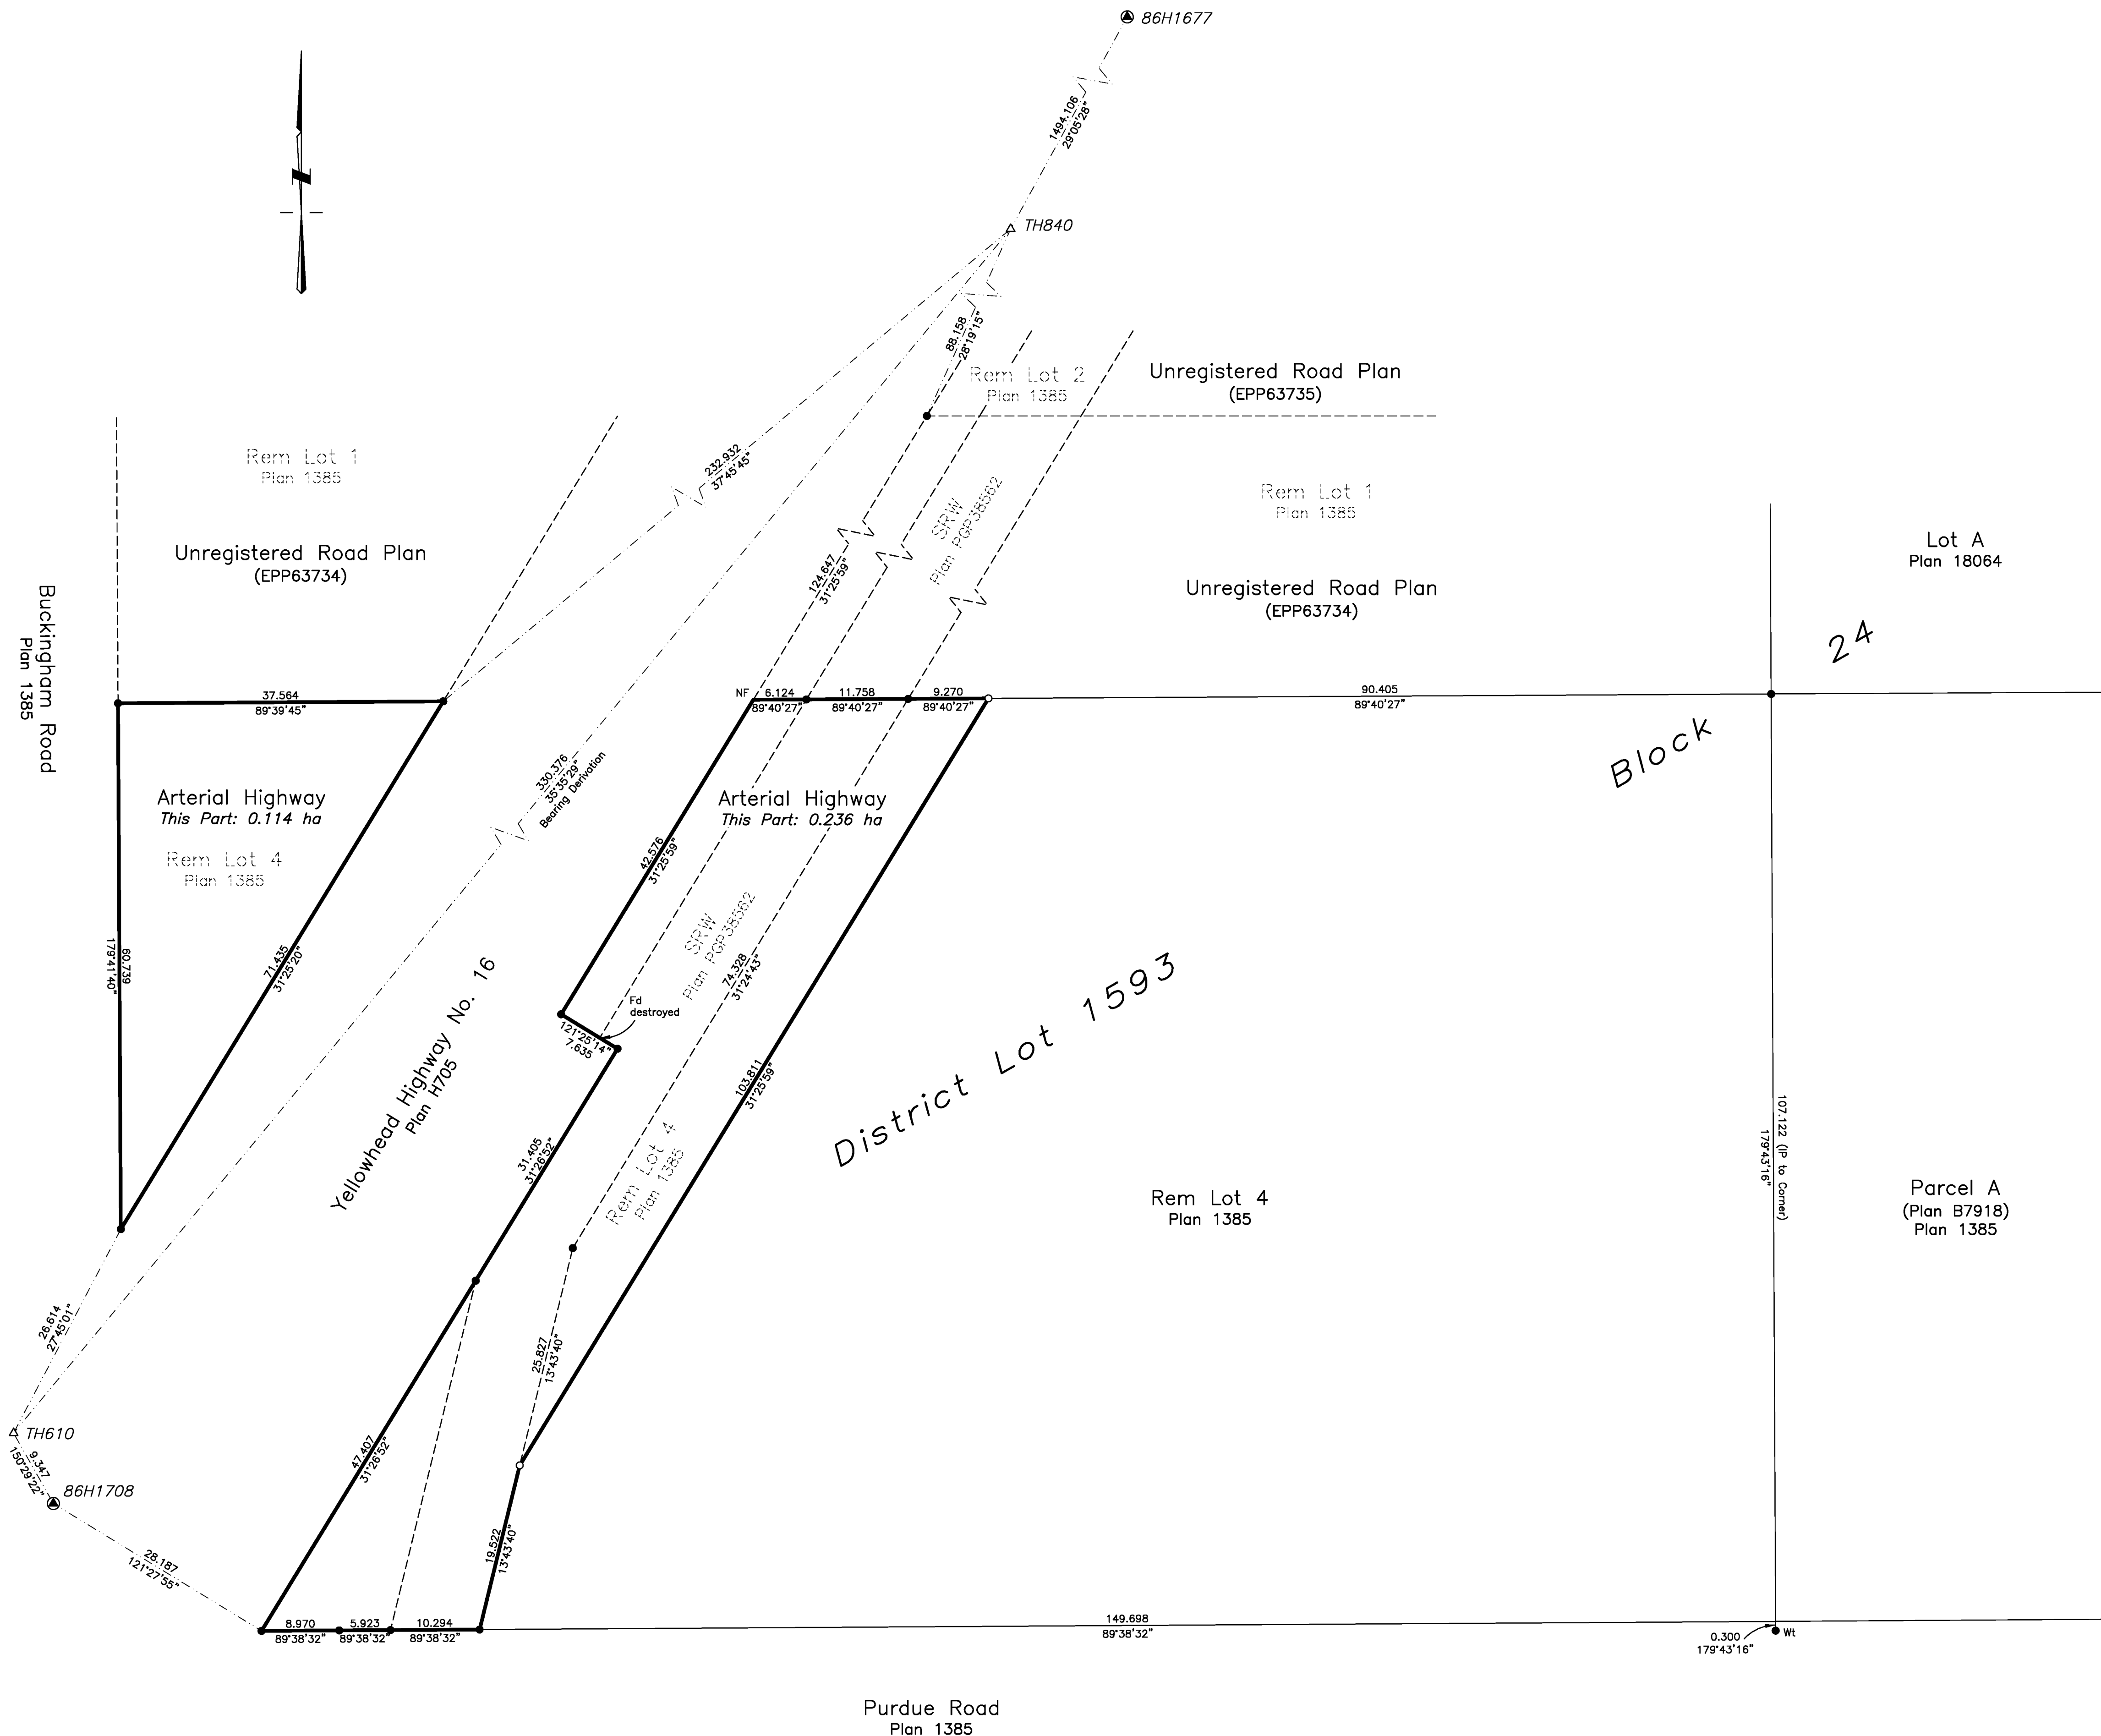 86H1677
1494.106
29°05'28"
N
TH840
88.158
28°19'15"
Rem Lot 2
Plan 1385
Unregistered Road Plan
(EPP63735)
Rem Lot 1
Plan 1385
232.932
37°45'45"
SRW
Plan PGP38562
Rem Lot 1
Plan 1385
Lot A
Plan 18064
Unregistered Road Plan
(EPP63734)
124.647
31°25'59"
Unregistered Road Plan
(EPP63734)
24
Buckingham Road
Plan 1385
37.564
89°39'45"
NF
6.124
89°40'27"
11.758
89°40'27"
9.270
89°40'27"
90.405
89°40'27"
Block
330.376
35°35'29"
Bearing Derivation
Arterial Highway
This Part: 0.114 ha
Arterial Highway
This Part: 0.236 ha
Rem Lot 4
Plan 1385
42.576
31°25'59"
60.739
179°41'40"
71.435
31°25'20"
SRW
Plan PGP38562
74.328
31°24'43"
Yellowhead Highway No. 16
Plan H705
Fd
destroyed
121°25'14"
7.635
District Lot 1593
103.811
31°25'59"
31.405
31°26'52"
Rem Lot 4
Plan 1385
107.122 (IP to Corner)
179°43'16"
Rem Lot 4
Plan 1385
Parcel A
(Plan B7918)
Plan 1385
26.614
27°45'01"
25.827
13°43'40"
TH610
9.347
150°29'22"
47.407
31°26'52"
86H1708
28.187
121°27'55"
19.522
13°43'40"
8.970
89°38'32"
5.923
89°38'32"
10.294
89°38'32"
149.698
89°38'32"
0.300
179°43'16"
Wt
Purdue Road
Plan 1385